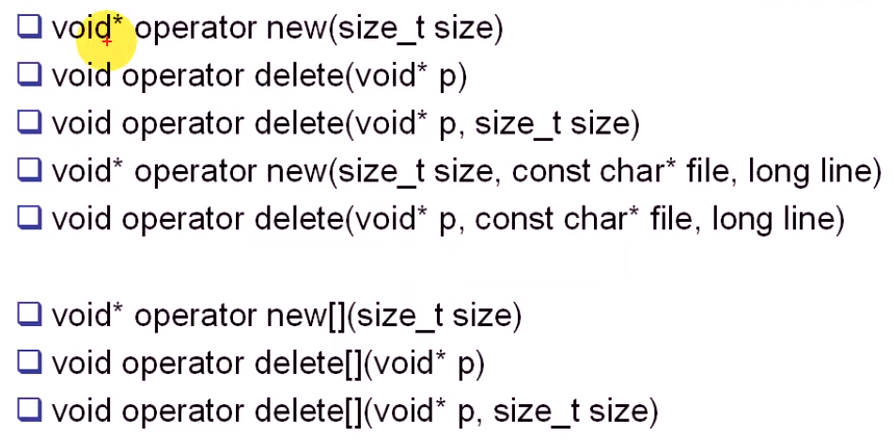 void* operator new(size_t size)
void operator delete(void* p)
void operator delete(void* p, size_t size)
void* operator new(size_t size, const char* file, long line)
void operator delete(void* p, const char* file, long line)
void* operator new[](size_t size)
void operator delete[](void* p)
void operator delete[](void* p, size_t size)